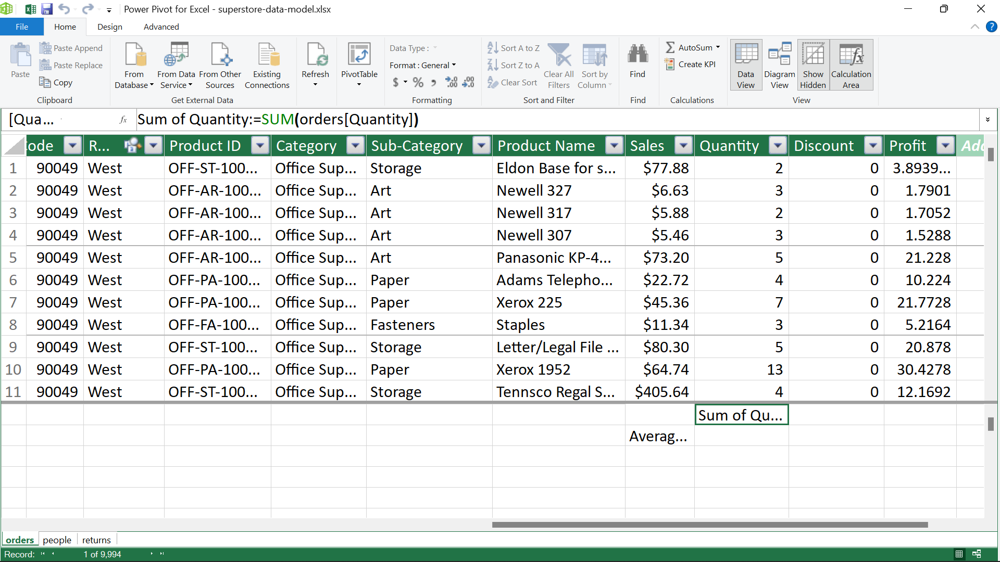 Power Pivot for Excel - superstore-data-model.xlsx
File Home Design Advanced
Paste
Paste Append
Paste Replace
Copy
Clipboard
From Database
From Data Service
From Other Sources
Existing Connections
Get External Data
Refresh
PivotTable
Data Type :
Format : General
$ % , .00 .00
Formatting
Sort A to Z
Sort Z to A
Clear Sort
Clear All Filters
Sort by Column
Sort and Filter
Find
Find
AutoSum
Create KPI
Calculations
Data View
Diagram View
Show Hidden
Calculation Area
View
[Qua... fx Sum of Quantity:=SUM(orders[Quantity])
ode R... Product ID Category Sub-Category Product Name Sales Quantity Discount Profit Add
1 90049 West OFF-ST-100... Office Sup... Storage Eldon Base for s... $77.88 2 0 3.8939...
2 90049 West OFF-AR-100... Office Sup... Art Newell 327 $6.63 3 0 1.7901
3 90049 West OFF-AR-100... Office Sup... Art Newell 317 $5.88 2 0 1.7052
4 90049 West OFF-AR-100... Office Sup... Art Newell 307 $5.46 3 0 1.5288
5 90049 West OFF-AR-100... Office Sup... Art Panasonic KP-4... $73.20 5 0 21.228
6 90049 West OFF-PA-100... Office Sup... Paper Adams Telepho... $22.72 4 0 10.224
7 90049 West OFF-PA-100... Office Sup... Paper Xerox 225 $45.36 7 0 21.7728
8 90049 West OFF-FA-100... Office Sup... Fasteners Staples $11.34 3 0 5.2164
9 90049 West OFF-ST-100... Office Sup... Storage Letter/Legal File ... $80.30 5 0 20.878
10 90049 West OFF-PA-100... Office Sup... Paper Xerox 1952 $64.74 13 0 30.4278
11 90049 West OFF-ST-100... Office Sup... Storage Tennsco Regal S... $405.64 4 0 12.1692
Sum of Qu...
Averag...
orders people returns
Record: 1 of 9,994